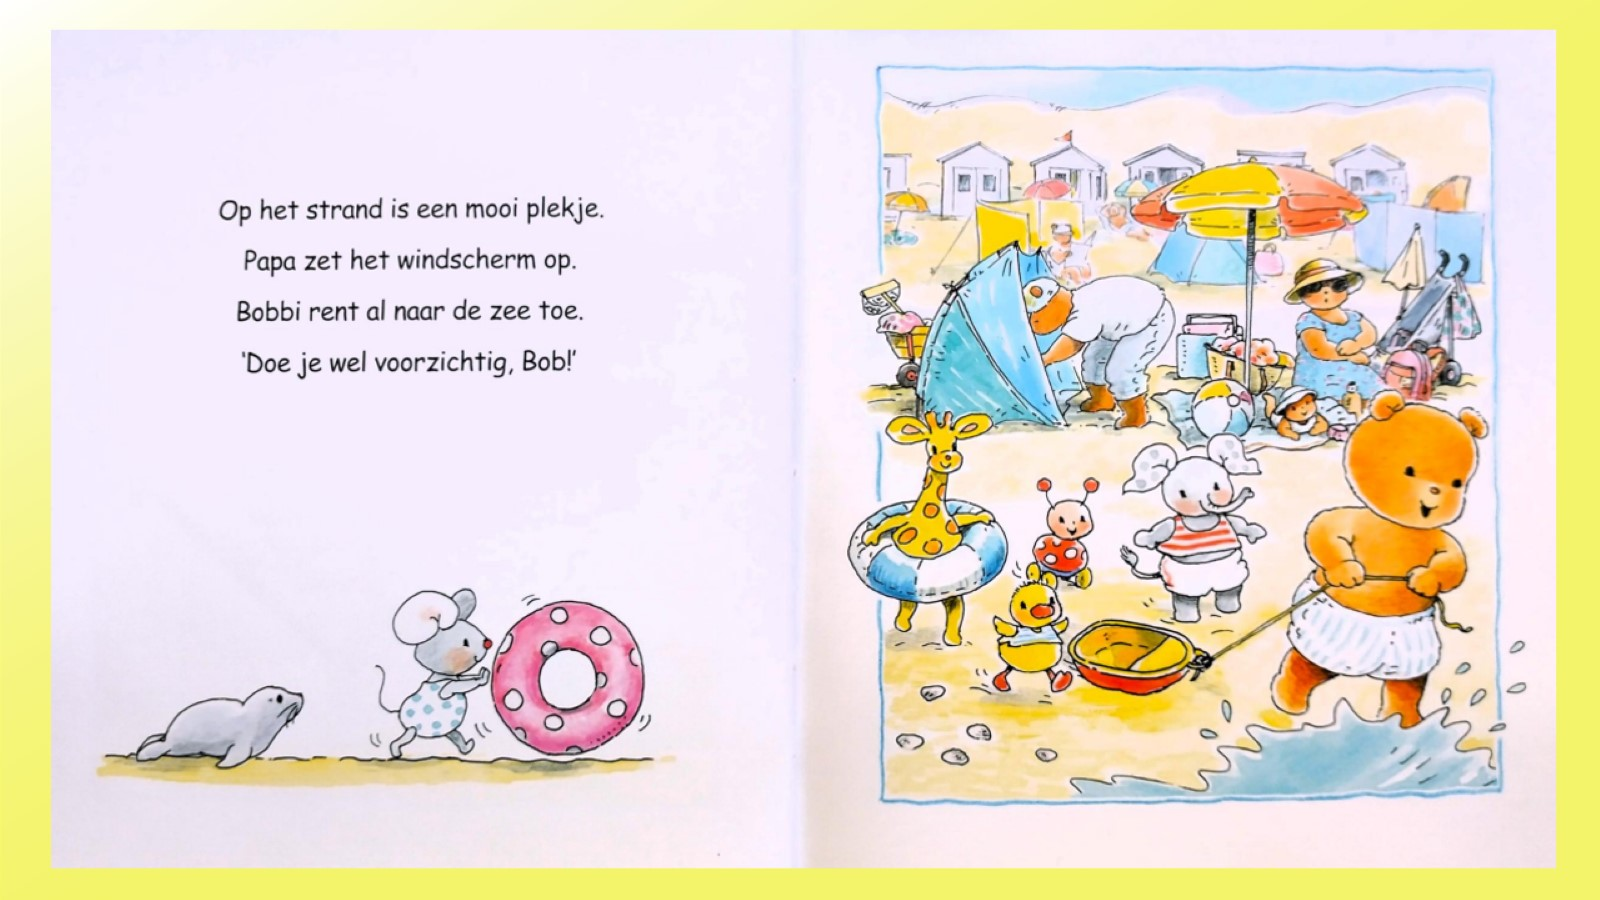 Op het strand is een mooi plekje.
Papa zet het windscherm op.
Bobbi rent al naar de zee toe.
‘Doe je wel voorzichtig, Bob!’